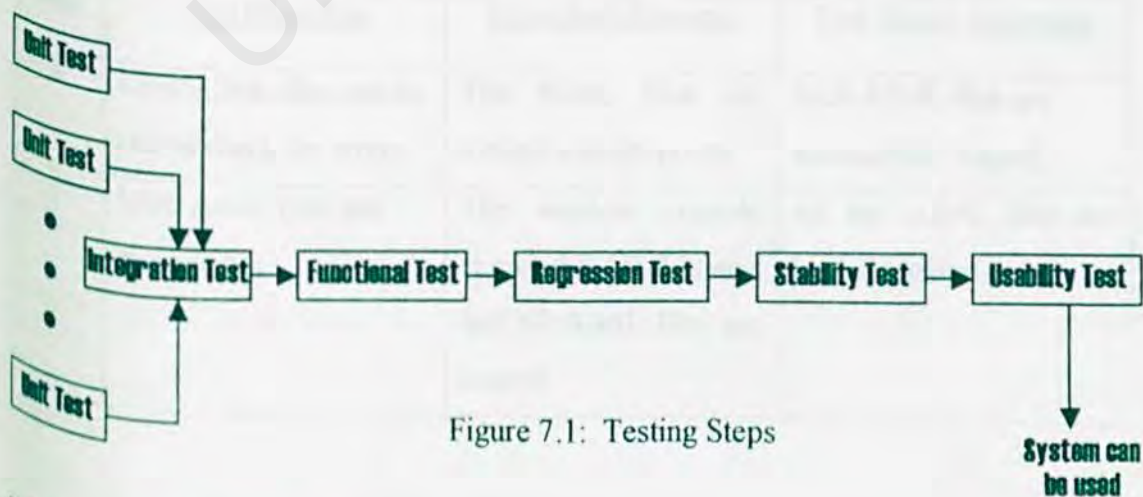 Unit Test
Unit Test
Integration Test
Functional Test
Regression Test
Stability Test
Usability Test
Unit Test
Figure 7.1: Testing Steps
System can
be used